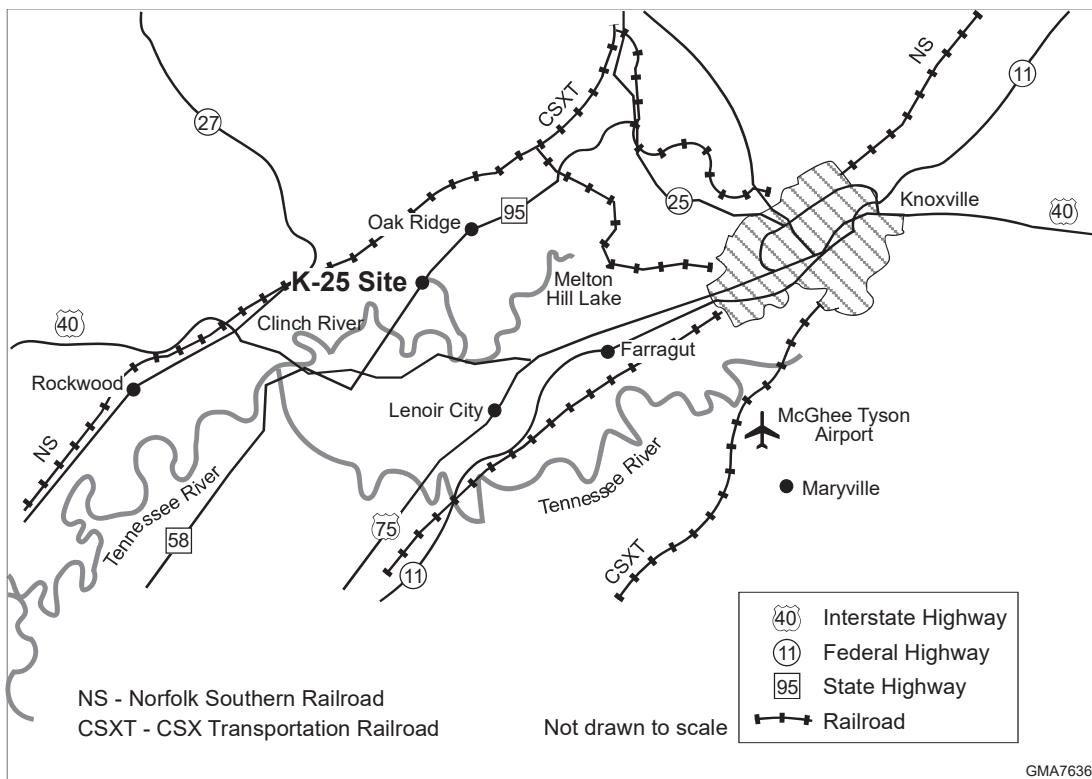 NS
11
CSXT
27
Knoxville
40
95
Oak Ridge
25
K-25 Site
Melton
Hill Lake
40
Clinch River
Farragut
Rockwood
Lenoir City
McGhee Tyson
Airport
NS
Tennessee River
Tennessee River
Maryville
75
58
CSXT
11
40 Interstate Highway
11 Federal Highway
95 State Highway
Railroad
NS - Norfolk Southern Railroad
CSXT - CSX Transportation Railroad
Not drawn to scale
GMA7636